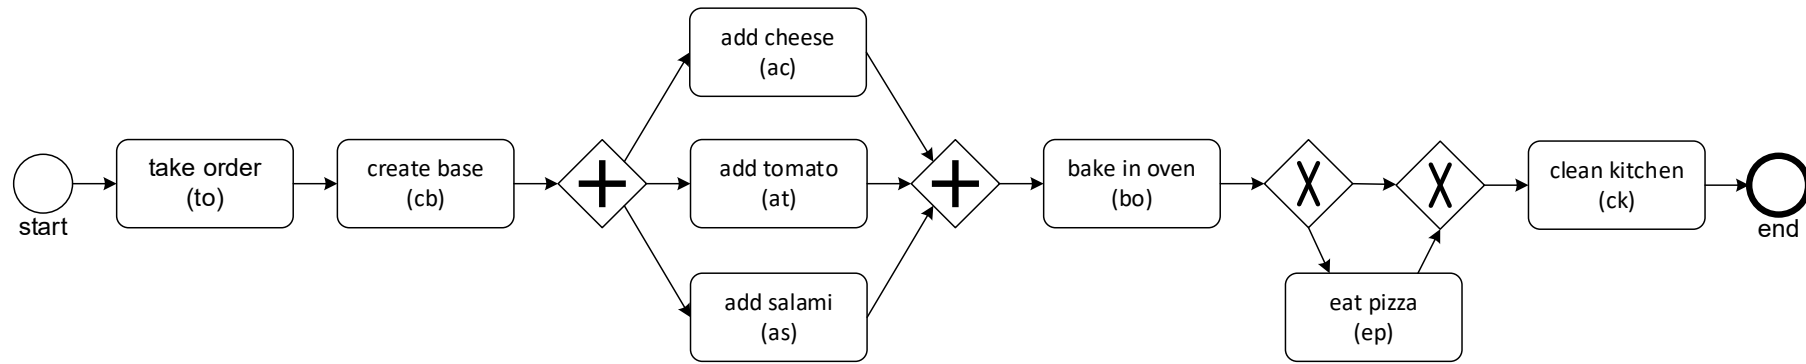 start
take order
(to)
create base
(cb)
add cheese
(ac)
add tomato
(at)
add salami
(as)
bake in oven
(bo)
X
X
eat pizza
(ep)
clean kitchen
(ck)
end